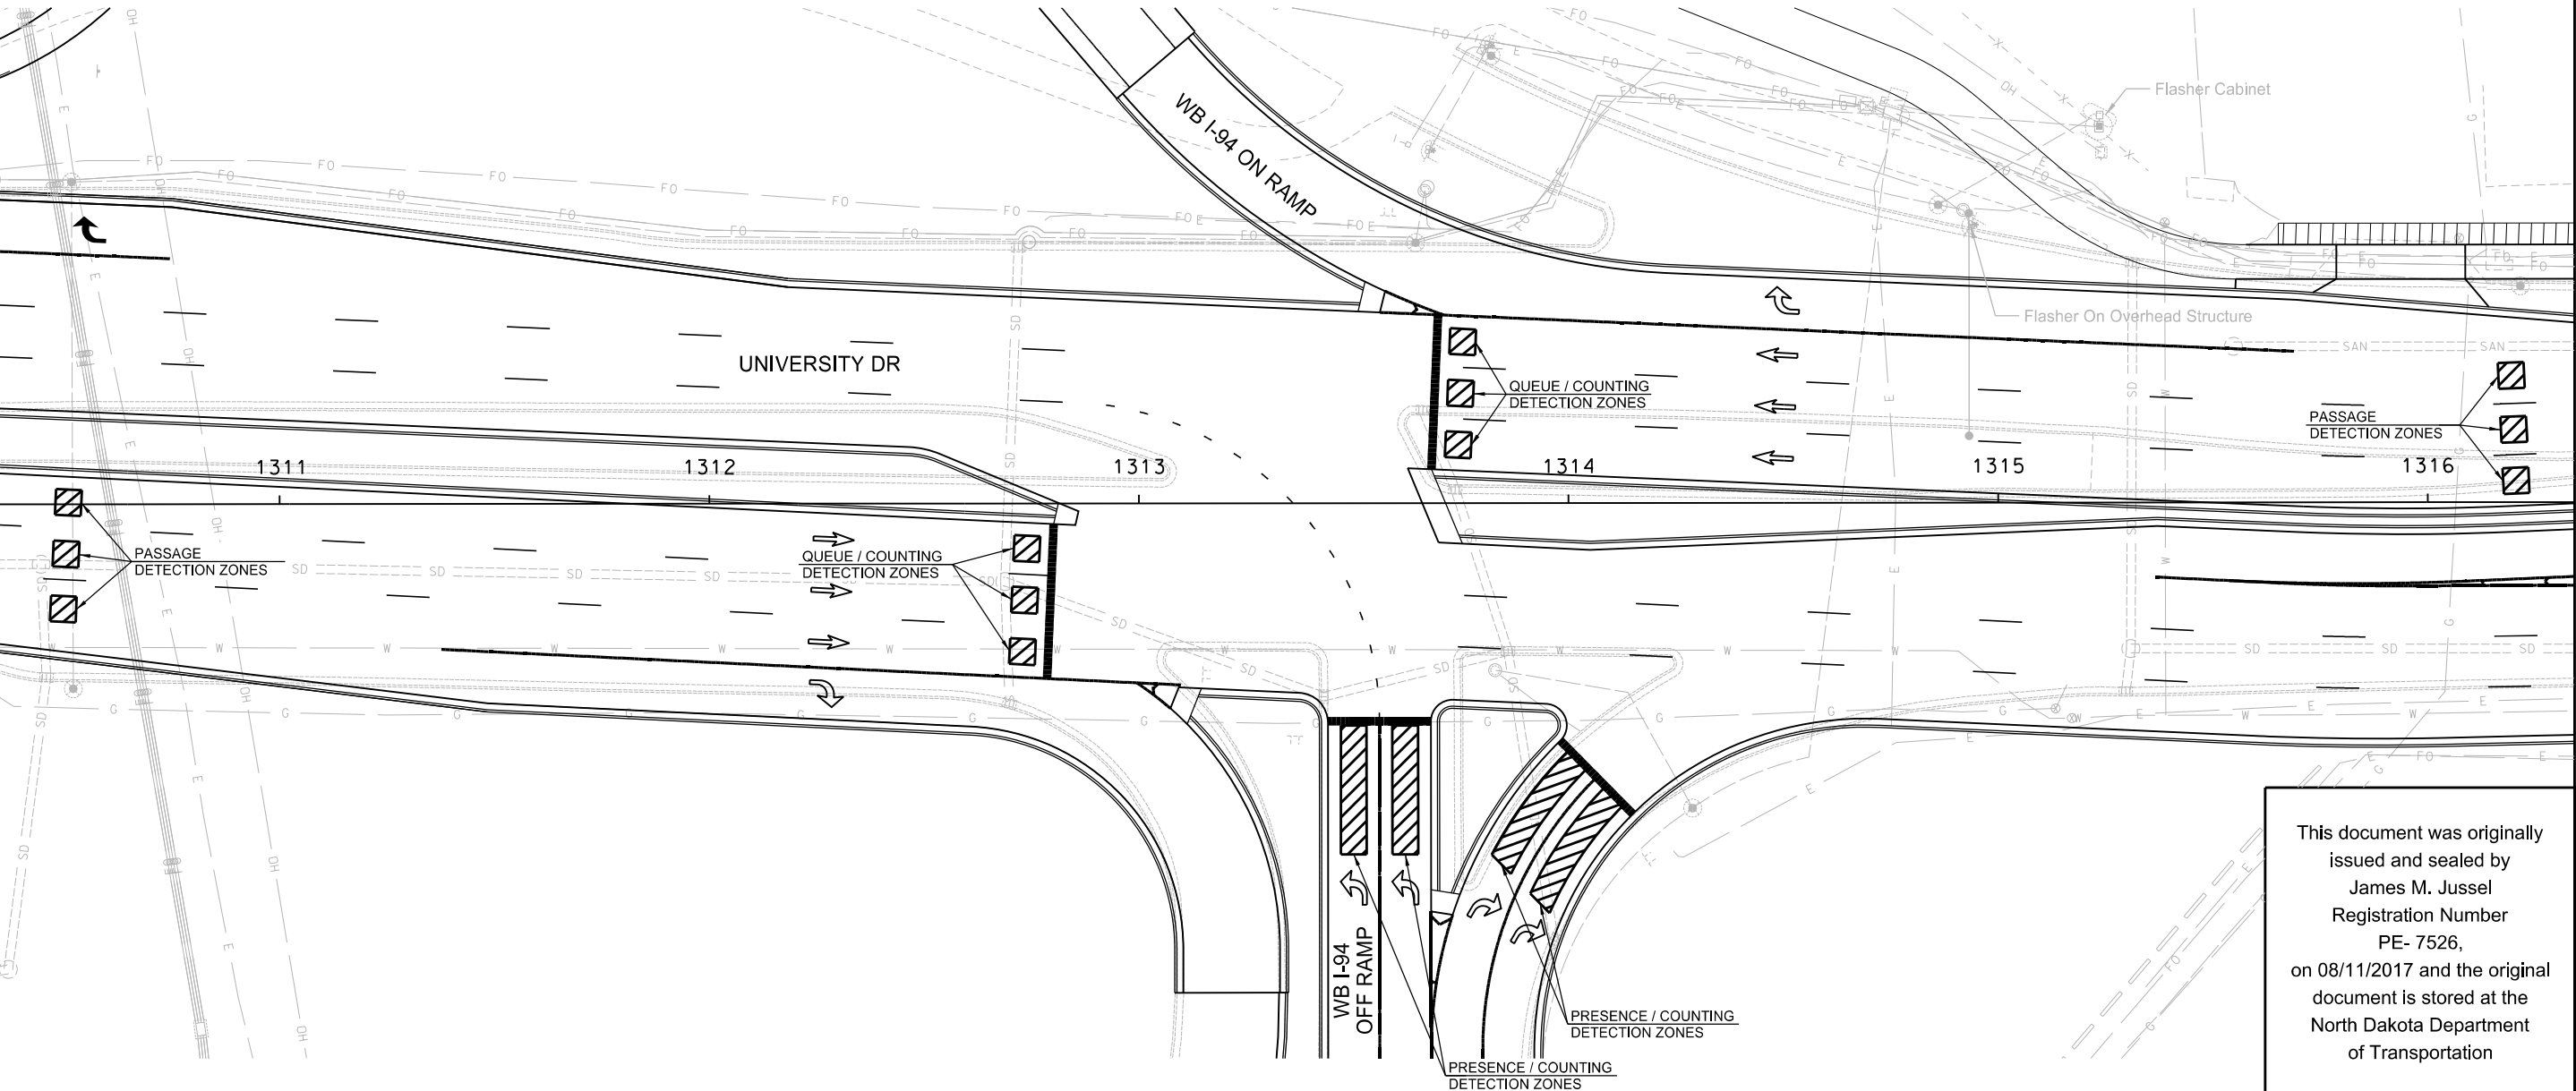 Flasher Cabinet
WB I-94 ON RAMP
Flasher On Overhead Structure
UNIVERSITY DR
QUEUE / COUNTING
DETECTION ZONES
PASSAGE
DETECTION ZONES
1311
1312
1313
1314
1315
1316
PASSAGE
DETECTION ZONES
QUEUE / COUNTING
DETECTION ZONES
WB I-94
OFF RAMP
PRESENCE / COUNTING
DETECTION ZONES
PRESENCE / COUNTING
DETECTION ZONES
This document was originally
issued and sealed by
James M. Jussel
Registration Number
PE- 7526,
on 08/11/2017 and the original
document is stored at the
North Dakota Department
of Transportation